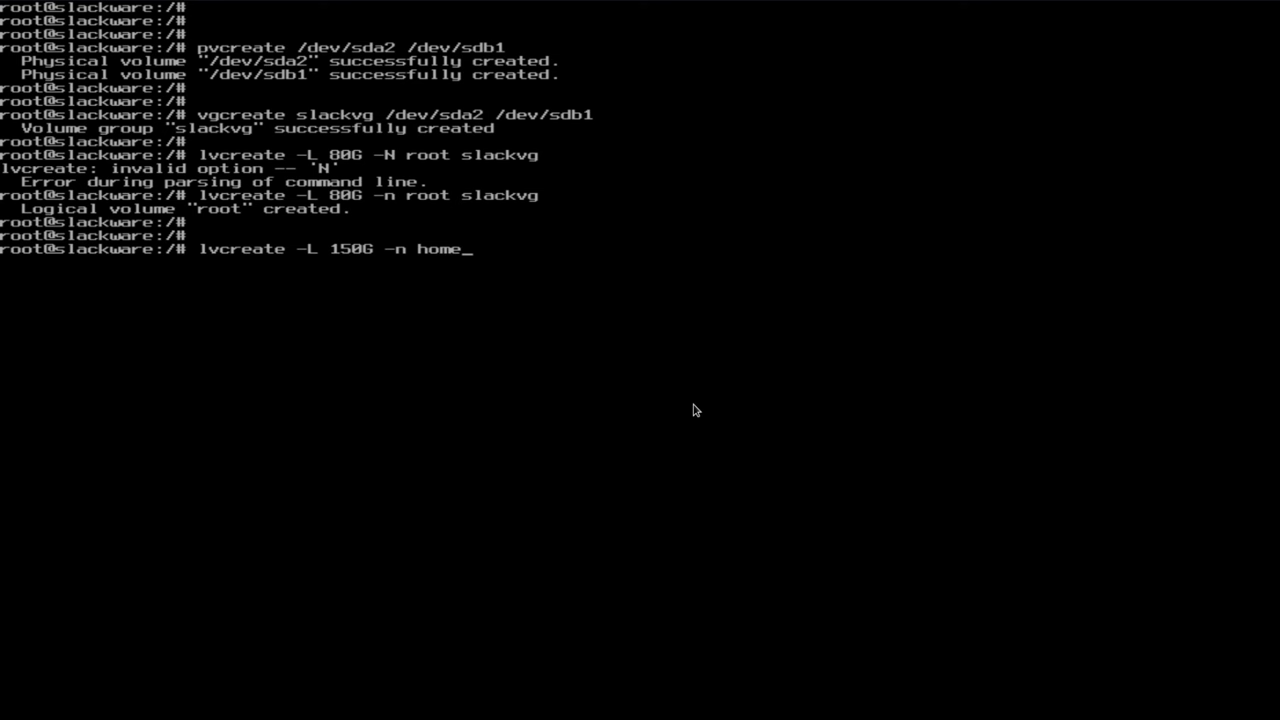 root@slackware:/#
root@slackware:/#
root@slackware:/#
root@slackware:/# pvcreate /dev/sda2 /dev/sdb1
  Physical volume "/dev/sda2" successfully created.
  Physical volume "/dev/sdb1" successfully created.
root@slackware:/#
root@slackware:/#
root@slackware:/# vgcreate slackvg /dev/sda2 /dev/sdb1
  Volume group "slackvg" successfully created
root@slackware:/#
root@slackware:/# lvcreate -L 80G -N root slackvg
lvcreate: invalid option -- 'N'
  Error during parsing of command line.
root@slackware:/# lvcreate -L 80G -n root slackvg
  Logical volume "root" created.
root@slackware:/#
root@slackware:/#
root@slackware:/# lvcreate -L 150G -n home_